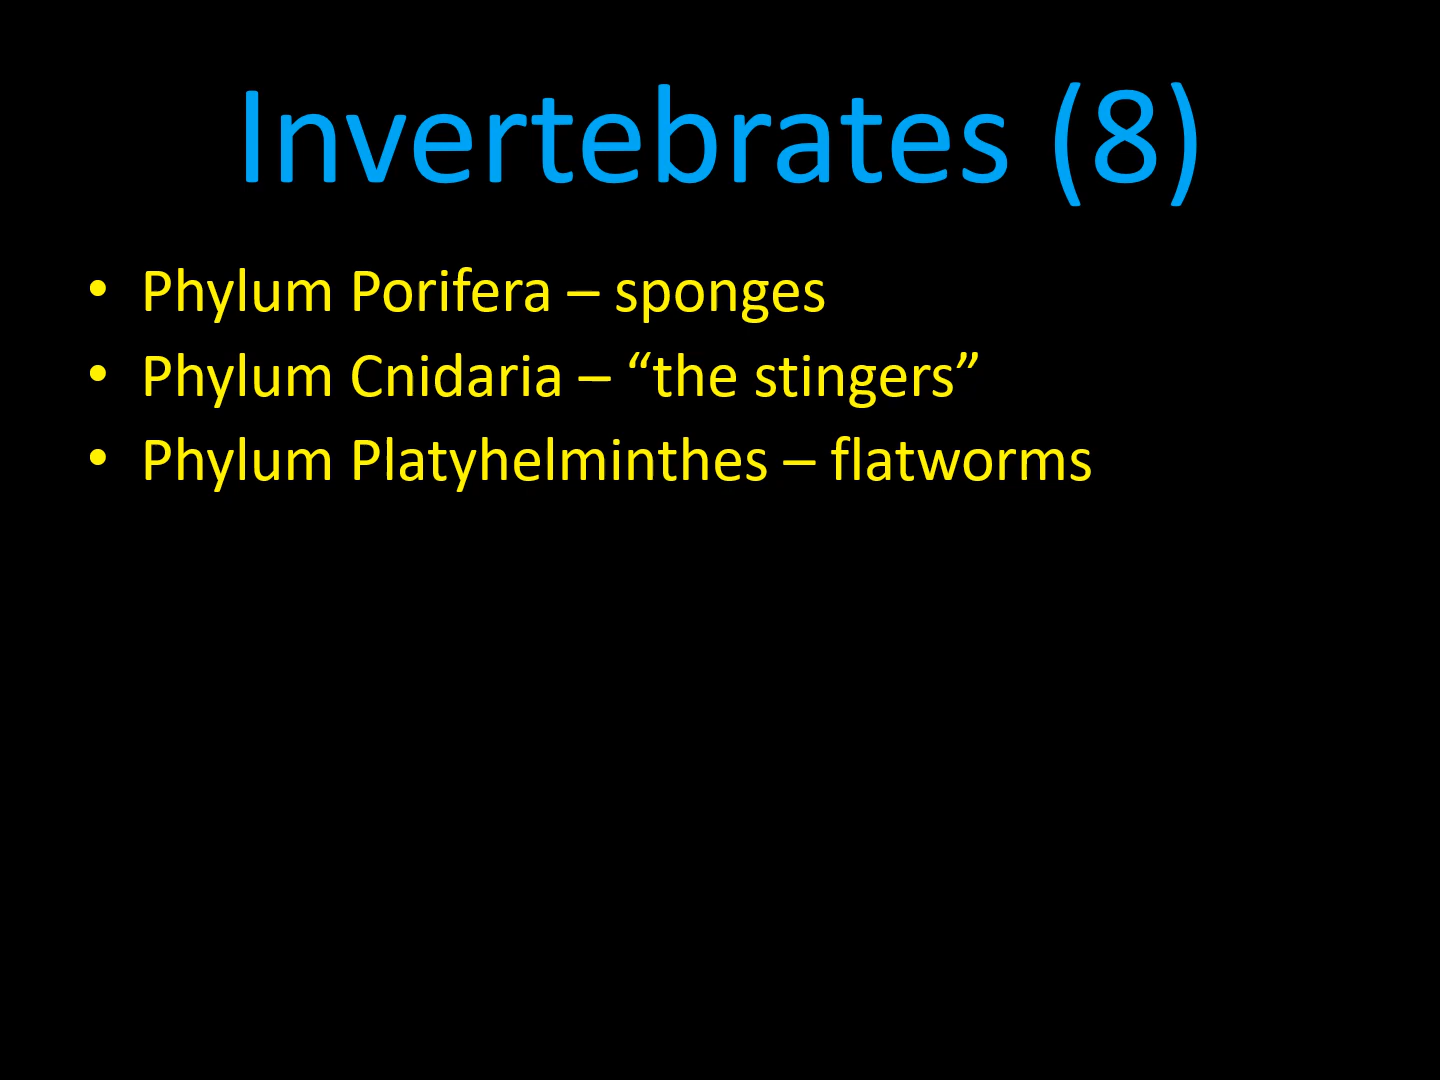 Invertebrates (8)
• Phylum Porifera – sponges
• Phylum Cnidaria – “the stingers”
• Phylum Platyhelminthes – flatworms